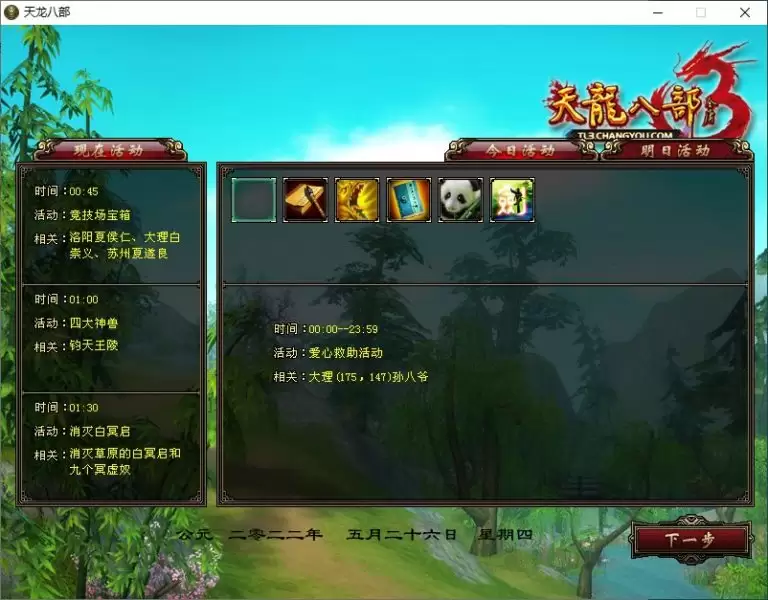 天龙八部
天龍八部3
TL3.CHANGYOU.COM
现在活动
今日活动
明日活动
时间:00:45
活动:竞技场宝箱
相关:洛阳夏侯仁、大理白
崇义、苏州夏遂良
时间:01:00
活动:四大神兽
相关:钧天王陵
时间:01:30
活动:消灭白冥启
相关:消灭草原的白冥启和
九个冥虚奴
时间:00:00--23:59
活动:爱心救助活动
相关:大理(175,147)孙八爷
公元 二零二二年 五月二十六日 星期四
下一步